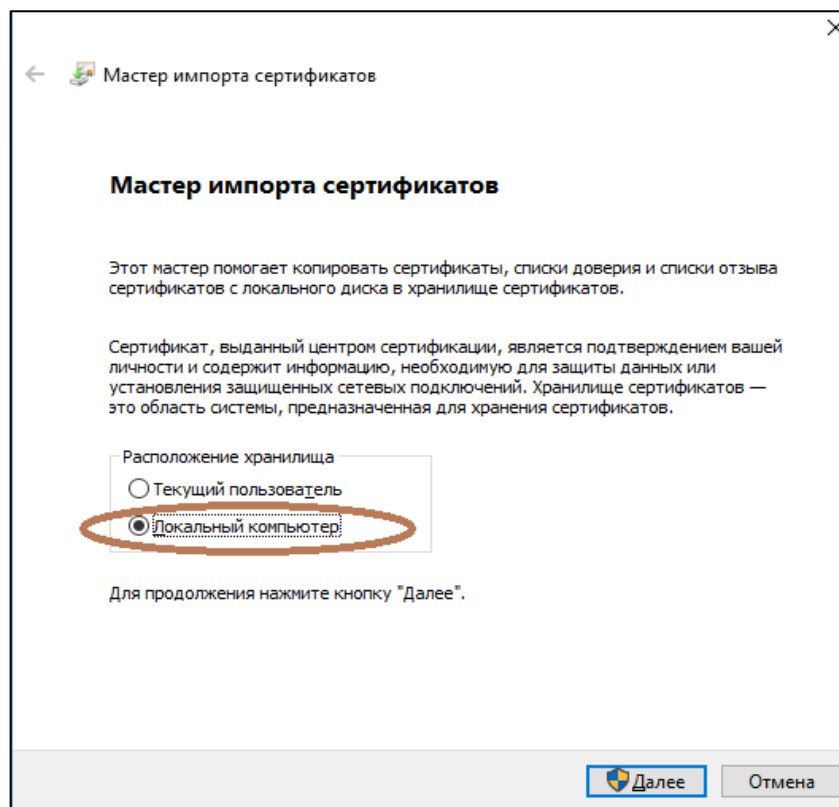 Мастер импорта сертификатов
Мастер импорта сертификатов
Этот мастер помогает копировать сертификаты, списки доверия и списки отзыва
сертификатов с локального диска в хранилище сертификатов.
Сертификат, выданный центром сертификации, является подтверждением вашей
личности и содержит информацию, необходимую для защиты данных или
установления защищенных сетевых подключений. Хранилище сертификатов —
это область системы, предназначенная для хранения сертификатов.
Расположение хранилища
Текущий пользователь
Локальный компьютер
Для продолжения нажмите кнопку "Далее".
Далее
Отмена